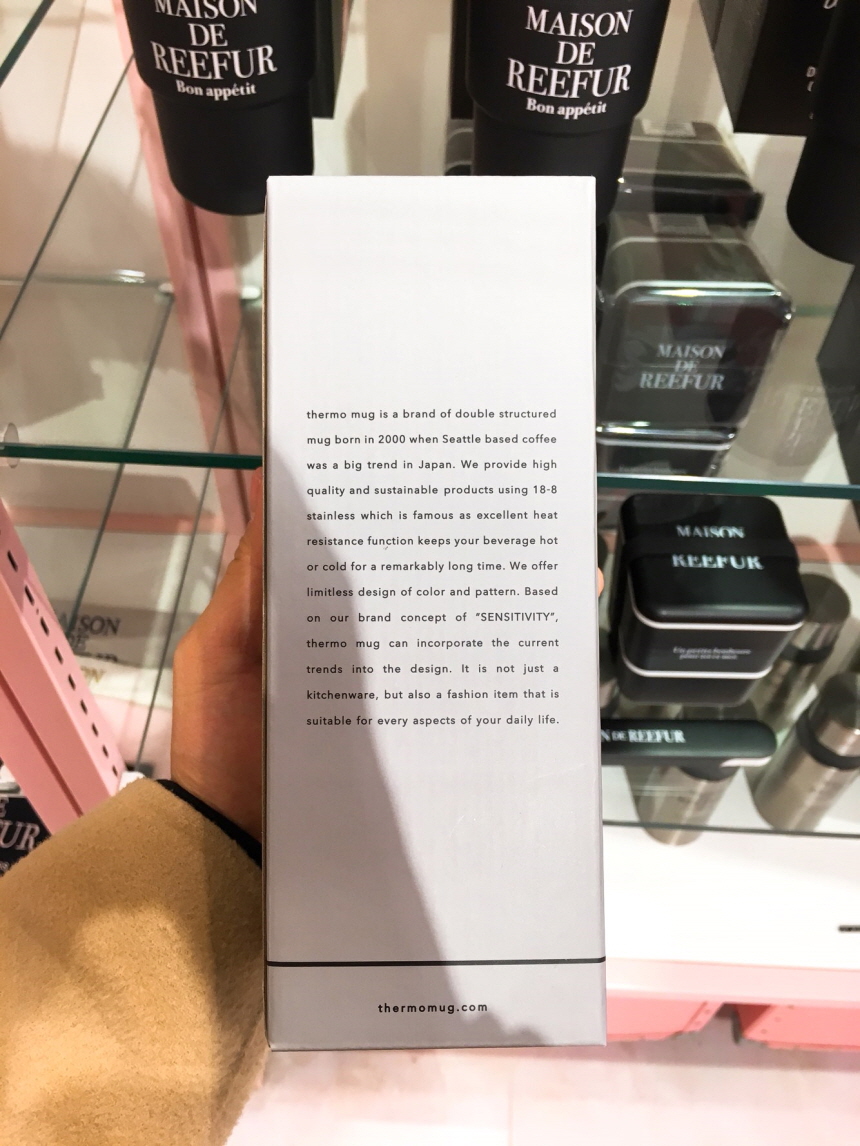 MAISON
DE
REEFUR
Bon appétit
MAISON
DE
REEFUR
Bon appétit
MAISON
DE
REEFUR
thermo mug is a brand of double structured
mug born in 2000 when Seattle based coffee
was a big trend in Japan. We provide high
quality and sustainable products using 18-8
stainless which is famous as excellent heat
resistance function keeps your beverage hot
or cold for a remarkably long time. We offer
limitless design of color and pattern. Based
on our brand concept of "SENSITIVITY",
thermo mug can incorporate the current
trends into the design. It is not just a
kitchenware, but also a fashion item that is
suitable for every aspects of your daily life.
thermomug.com
MAISON
REEFUR
N DE REEFUR
AISON
DE
UR